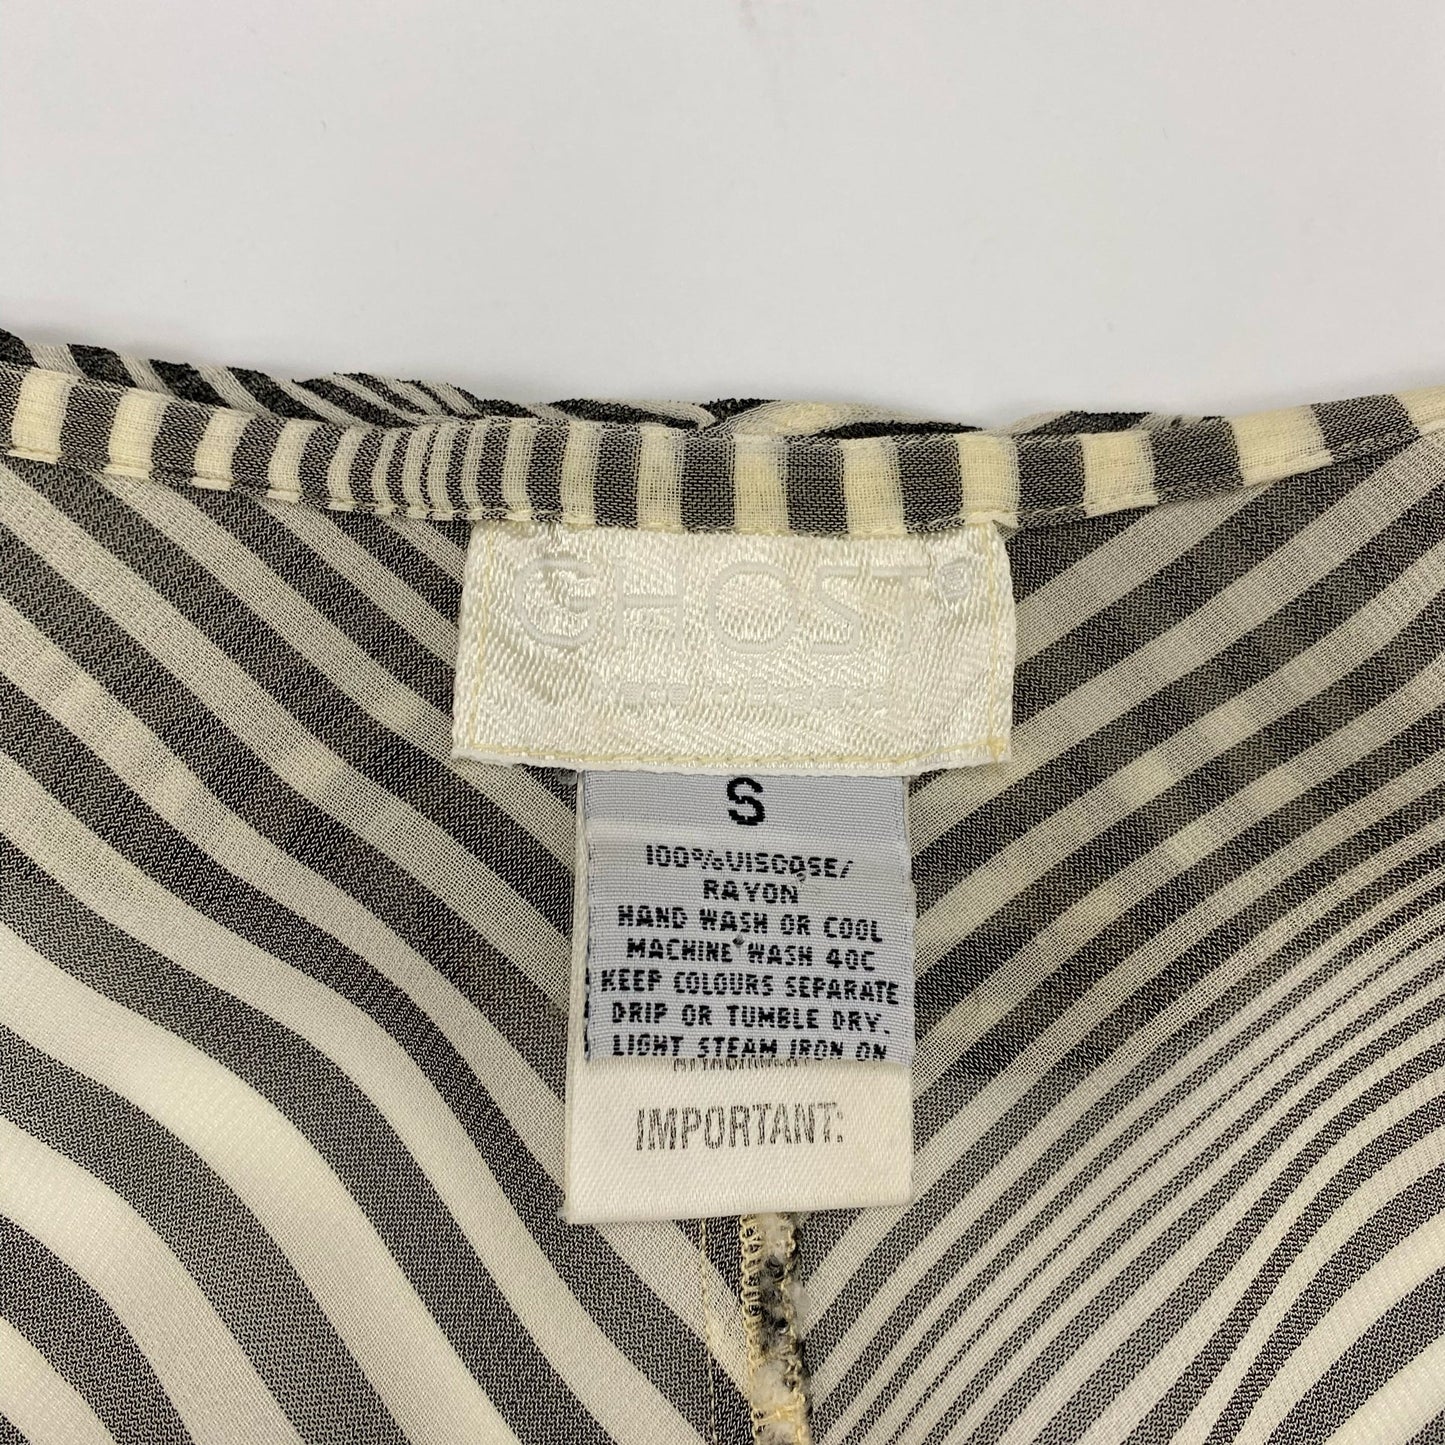 GHOST®
S
100%VISCOSE/
RAYON
HAND WASH OR COOL
MACHINE WASH 40C
KEEP COLOURS SEPARATE
DRIP OR TUMBLE DRY.
LIGHT STEAM IRON ON
IMPORTANT: